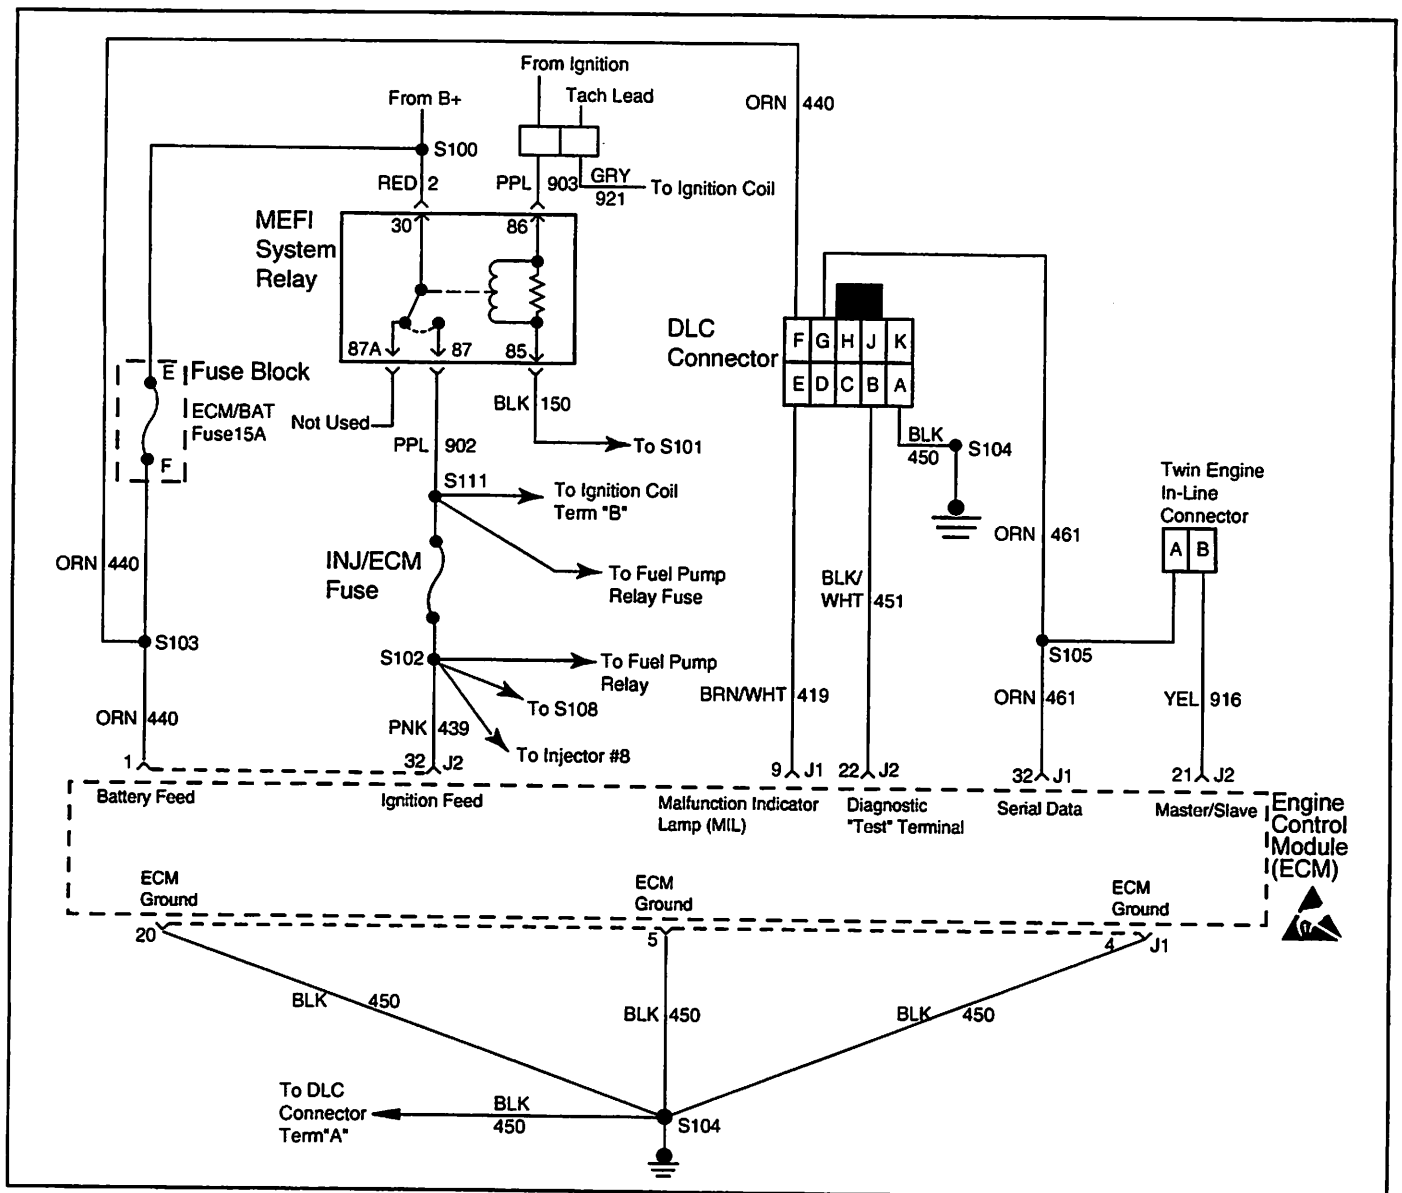 From Ignition
Tach Lead
From B+
ORN 440
S100
RED 2
PPL 903
GRY
921
To Ignition Coil
MEFI
System
Relay
30
86
87A
87
85
DLC
Connector
F G H J K
E D C B A
E
F
Fuse Block
ECM/BAT
Fuse15A
Not Used
BLK 150
To S101
PPL 902
BLK
450
S104
S111
To Ignition Coil
Term "B"
Twin Engine
In-Line
Connector
A B
ORN 461
ORN 440
INJ/ECM
Fuse
To Fuel Pump
Relay Fuse
BLK/
WHT 451
S103
S102
To Fuel Pump
Relay
S105
To S108
BRN/WHT 419
ORN 461
YEL 916
ORN 440
PNK 439
To Injector #8
1
32 J2
9 J1
22 J2
32 J1
21 J2
Battery Feed
Ignition Feed
Malfunction Indicator
Lamp (MIL)
Diagnostic
"Test" Terminal
Serial Data
Master/Slave
Engine
Control
Module
(ECM)
ECM
Ground
ECM
Ground
ECM
Ground
20
5
4 J1
BLK 450
BLK 450
BLK 450
To DLC
Connector
Term"A"
BLK
450
S104